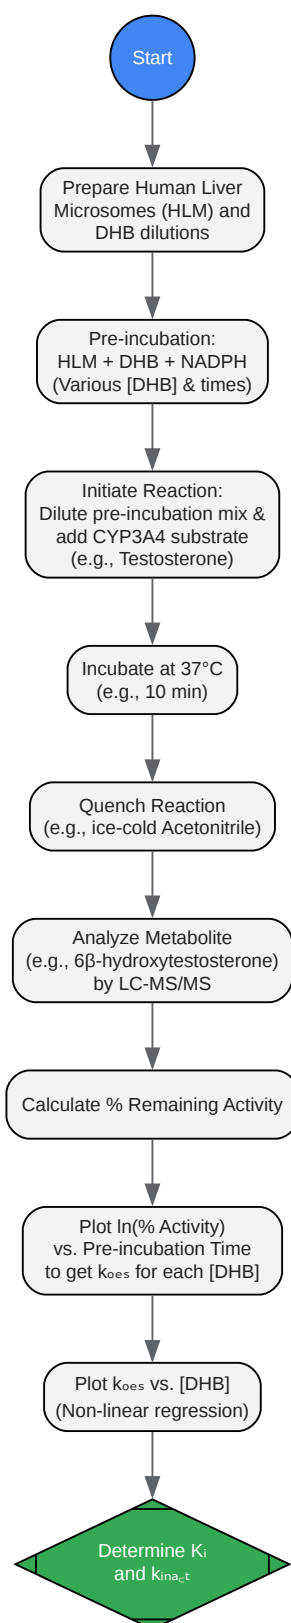 Start
Prepare Human Liver
Microsomes (HLM) and
DHB dilutions
Pre-incubation:
HLM + DHB + NADPH
(Various [DHB] & times)
Initiate Reaction:
Dilute pre-incubation mix &
add CYP3A4 substrate
(e.g., Testosterone)
Incubate at 37°C
(e.g., 10 min)
Quench Reaction
(e.g., ice-cold Acetonitrile)
Analyze Metabolite
(e.g., 6β-hydroxytestosterone)
by LC-MS/MS
Calculate % Remaining Activity
Plot ln(% Activity)
vs. Pre-incubation Time
to get kₒₑₛ for each [DHB]
Plot kₒₑₛ vs. [DHB]
(Non-linear regression)
Determine Kᵢ
and kᵢₙₐ꜀ₜ